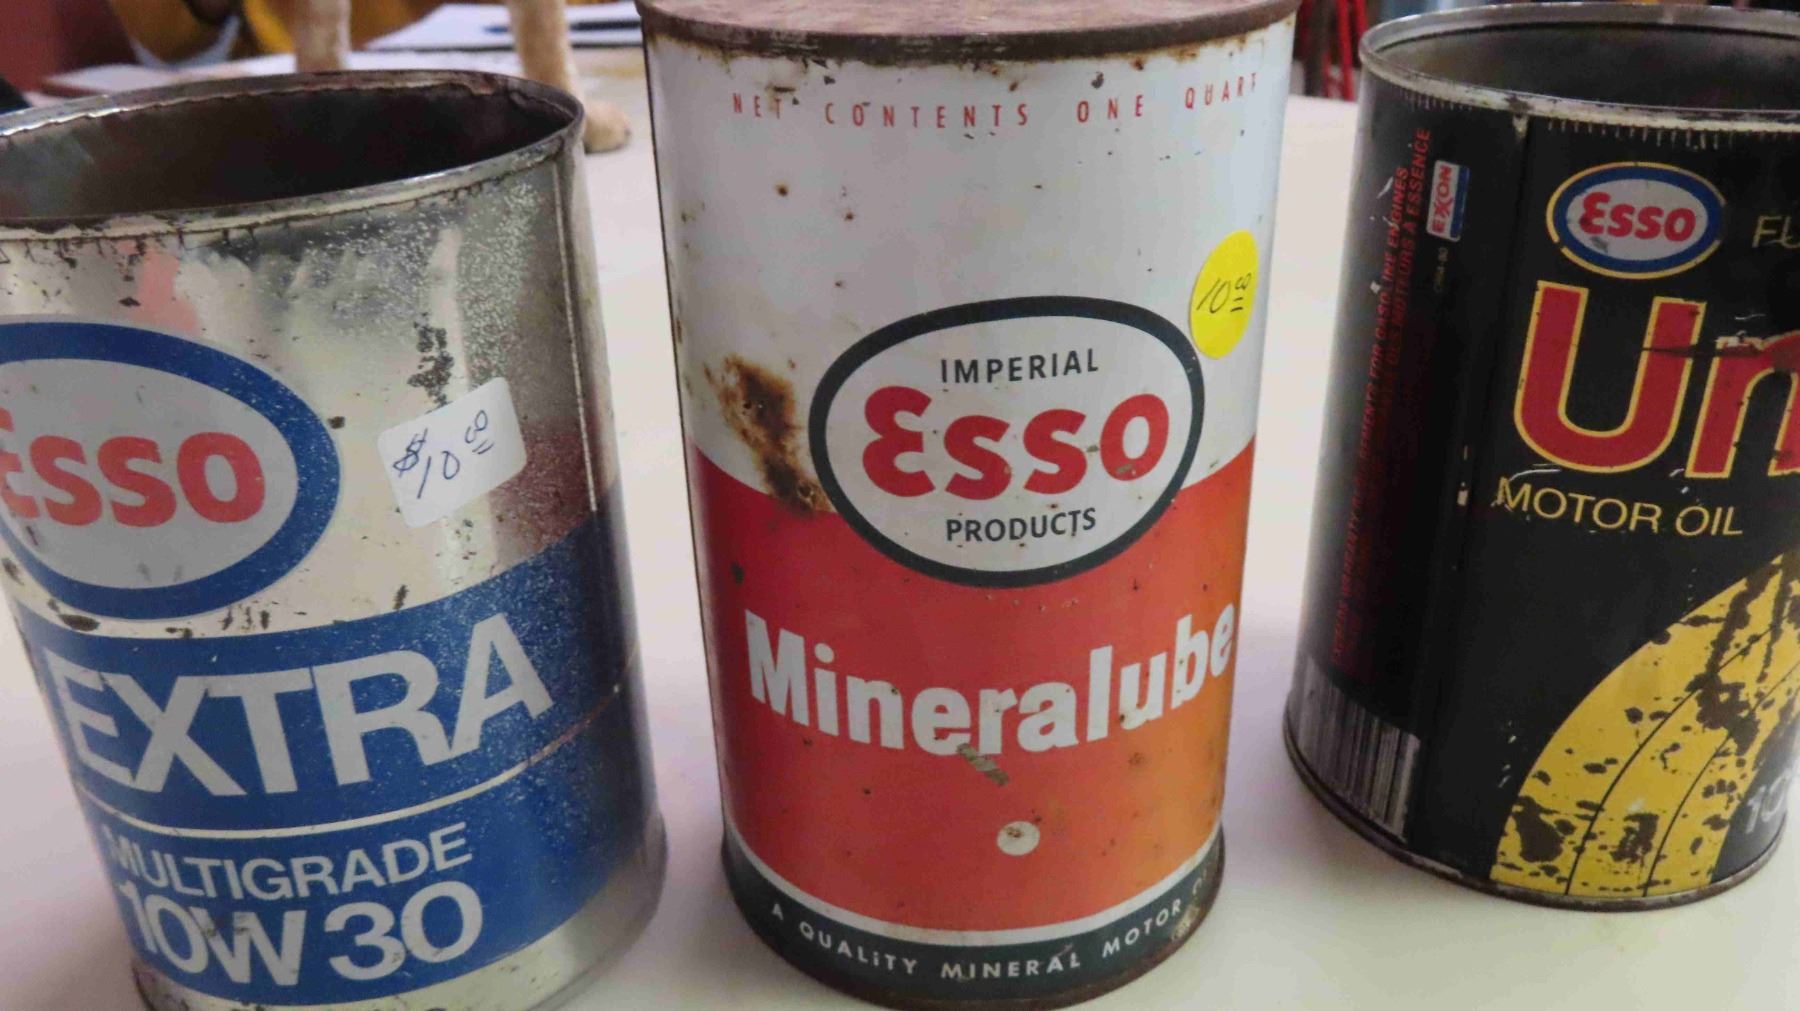 Esso
$10.00
EXTRA
MULTIGRADE
10W30
NET CONTENTS ONE QUART
10.00
IMPERIAL
Esso
PRODUCTS
Mineralube
A QUALITY MINERAL MOTOR
EXXON
Esso
Un
MOTOR OIL
10